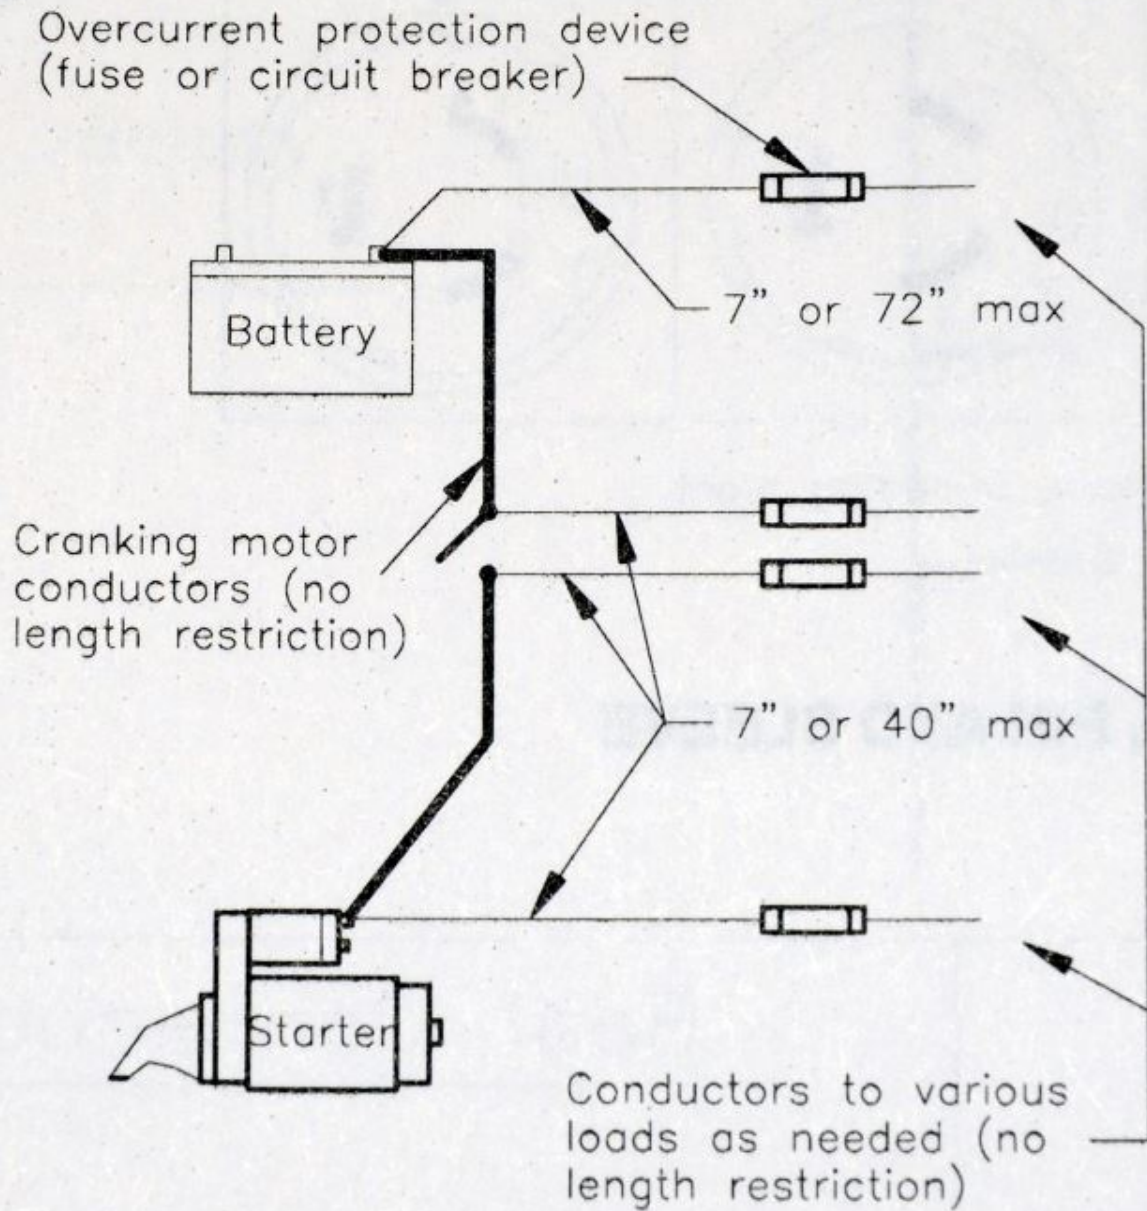 Overcurrent protection device
(fuse or circuit breaker)
7" or 72" max
Battery
Cranking motor
conductors (no
length restriction)
7" or 40" max
Starter
Conductors to various
loads as needed (no
length restriction)